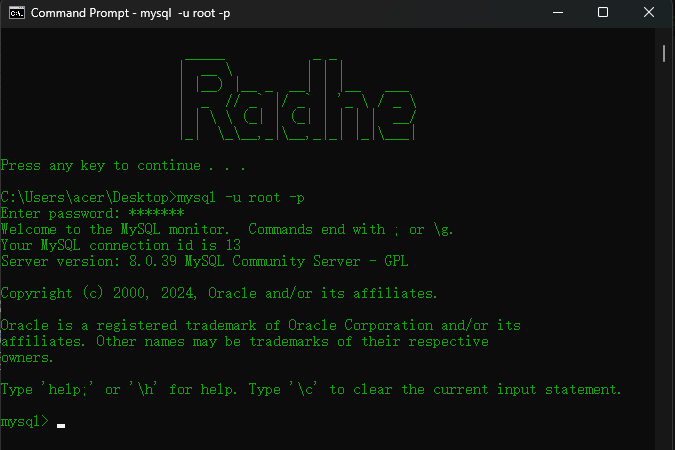 Command Prompt - mysql  -u root -p
Radhe
Press any key to continue . . .
C:\Users\acer\Desktop>mysql -u root -p
Enter password: *******
Welcome to the MySQL monitor.  Commands end with ; or \g.
Your MySQL connection id is 13
Server version: 8.0.39 MySQL Community Server - GPL
Copyright (c) 2000, 2024, Oracle and/or its affiliates.
Oracle is a registered trademark of Oracle Corporation and/or its
affiliates. Other names may be trademarks of their respective
owners.
Type 'help;' or '\h' for help. Type '\c' to clear the current input statement.
mysql>